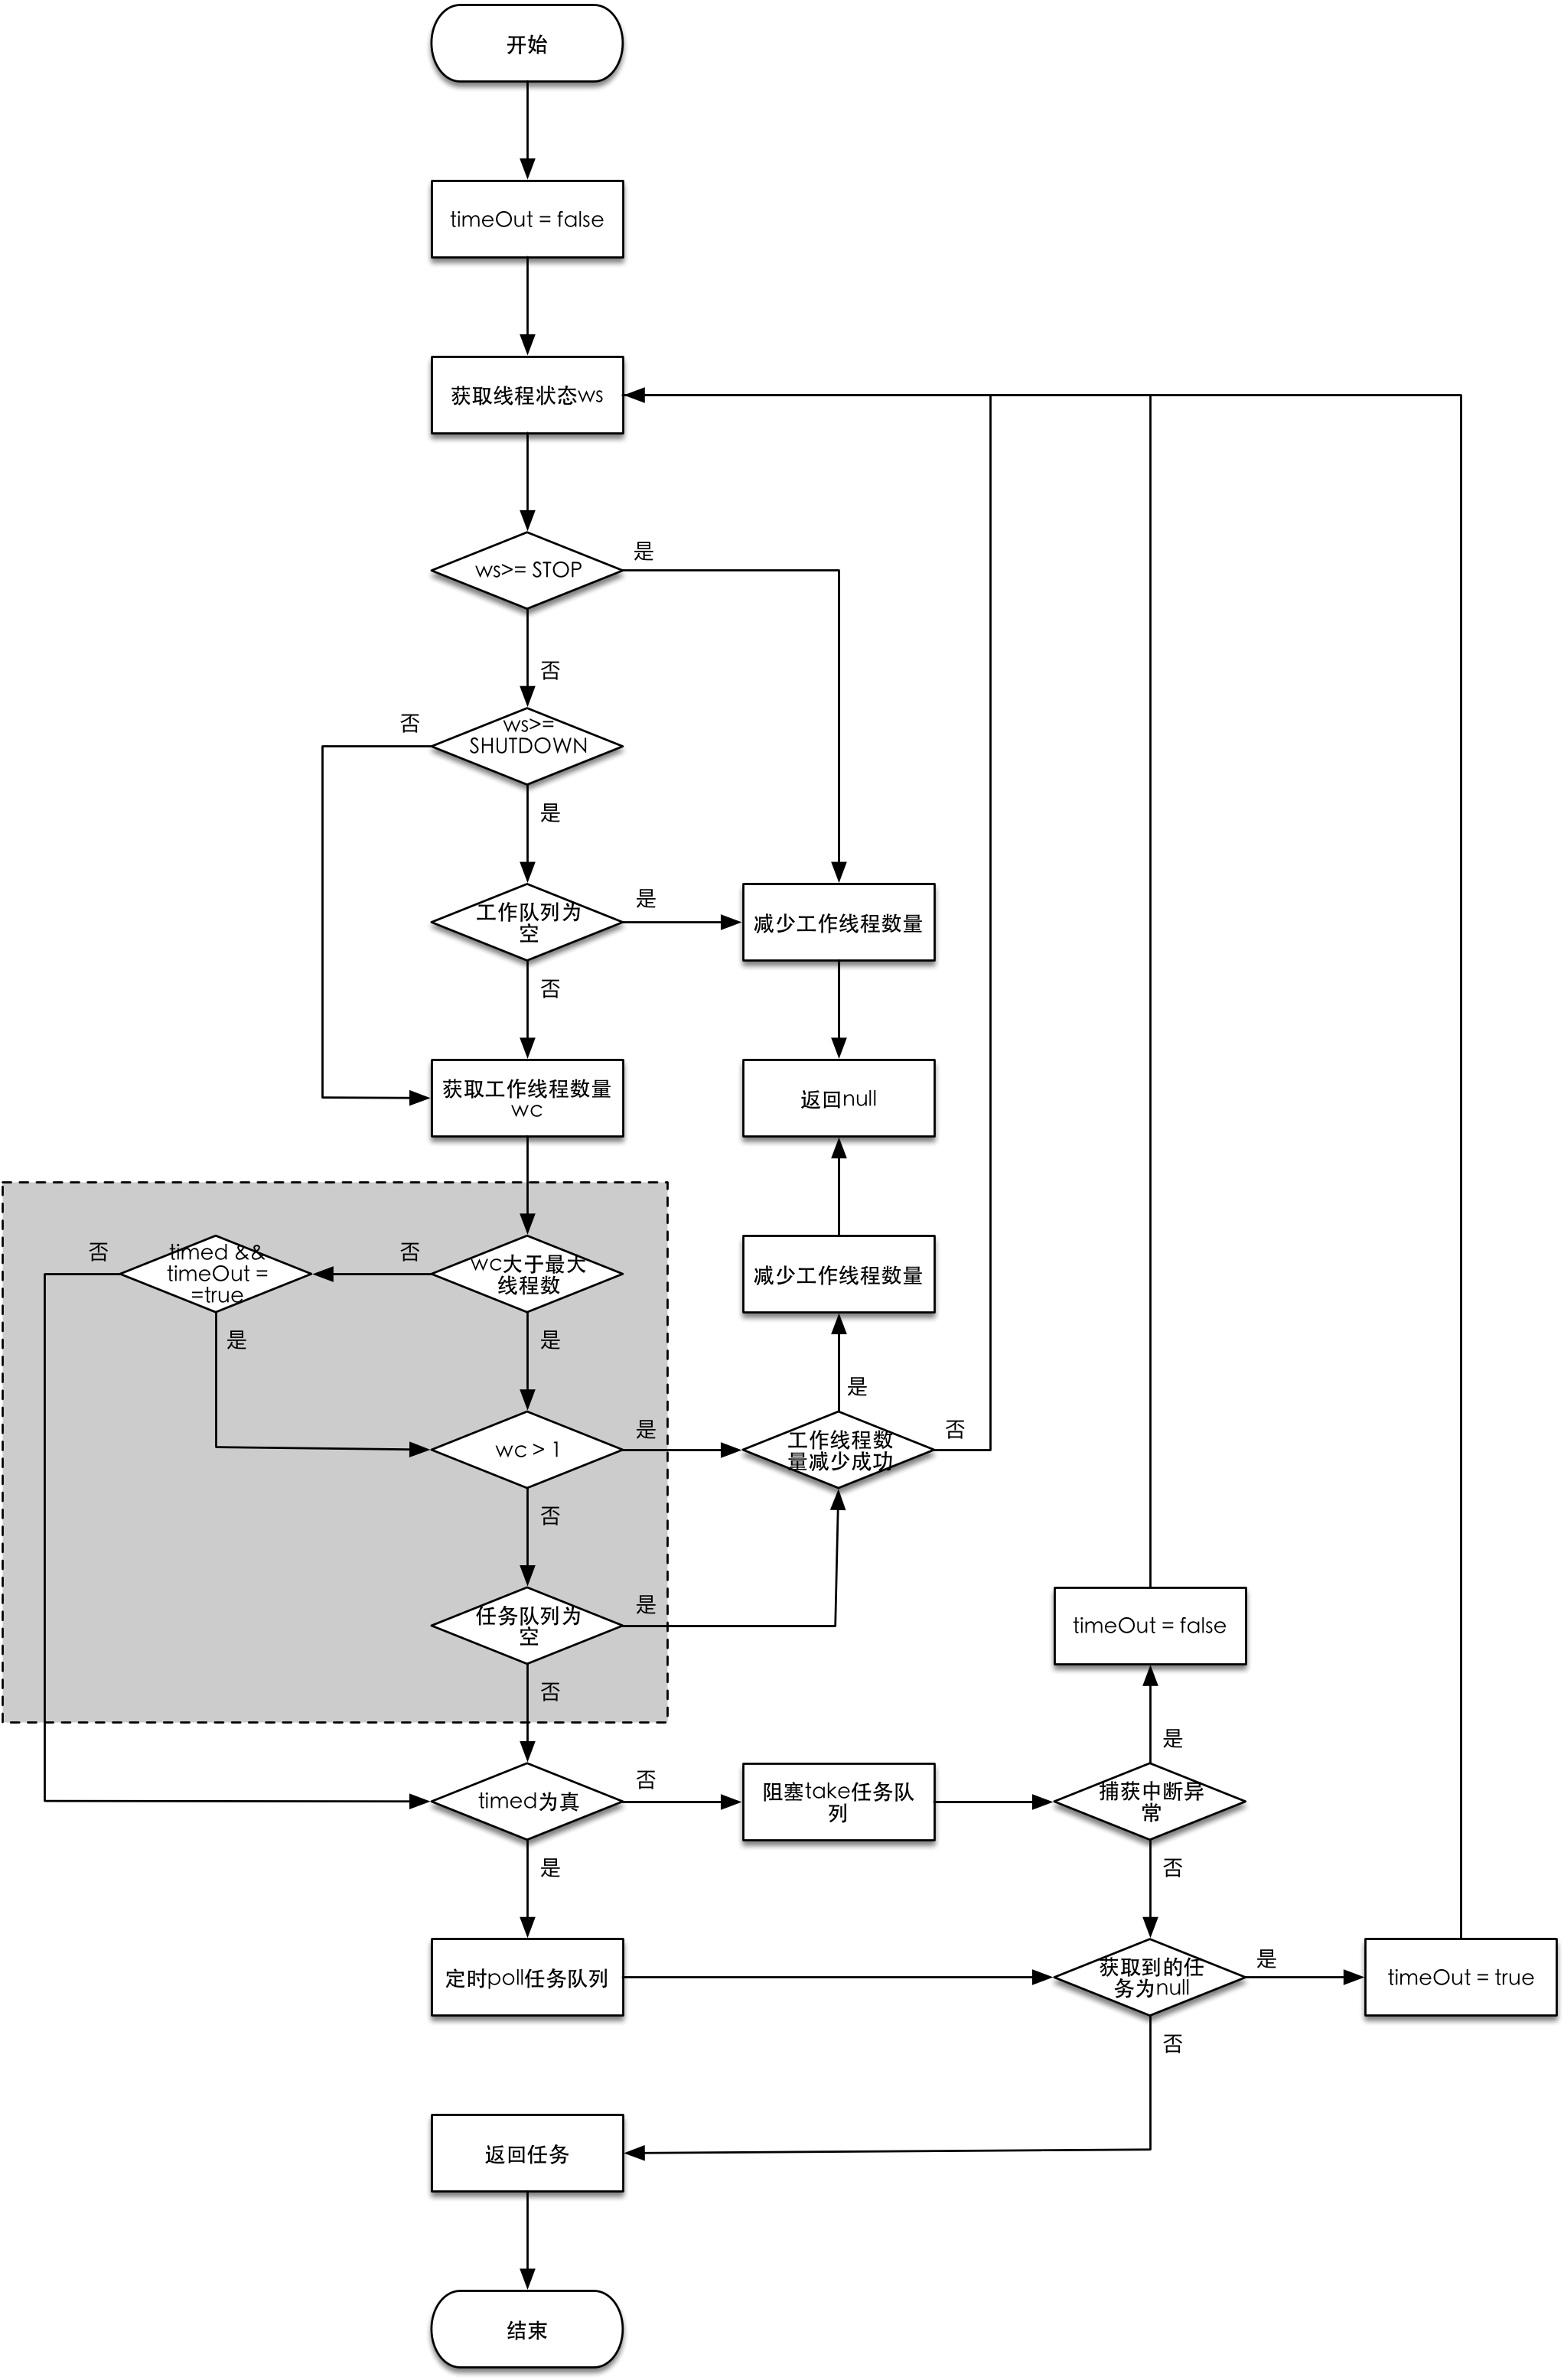 开始
timeOut = false
获取线程状态ws
ws>= STOP
是
否
ws>=
SHUTDOWN
否
是
工作队列为
空
是
减少工作线程数量
否
获取工作线程数量
wc
返回null
wc大于最大
线程数
否
timed &&
timeOut =
=true
否
减少工作线程数量
是
是
是
wc > 1
是
工作线程数
量减少成功
否
否
任务队列为
空
是
timeOut = false
否
是
timed为真
否
阻塞take任务队
列
捕获中断异
常
是
否
定时poll任务队列
获取到的任
务为null
是
timeOut = true
否
返回任务
结束